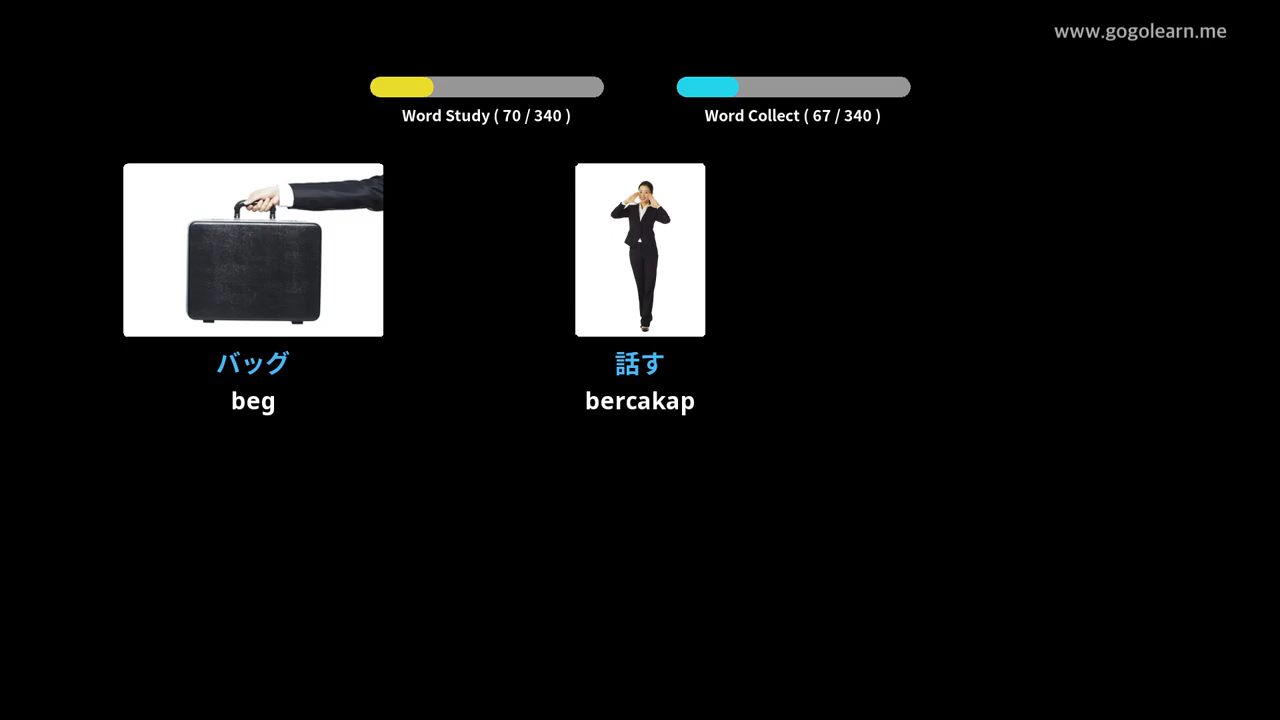 www.gogolearn.me
Word Study ( 70 / 340 )
Word Collect ( 67 / 340 )
バッグ
beg
話す
bercakap